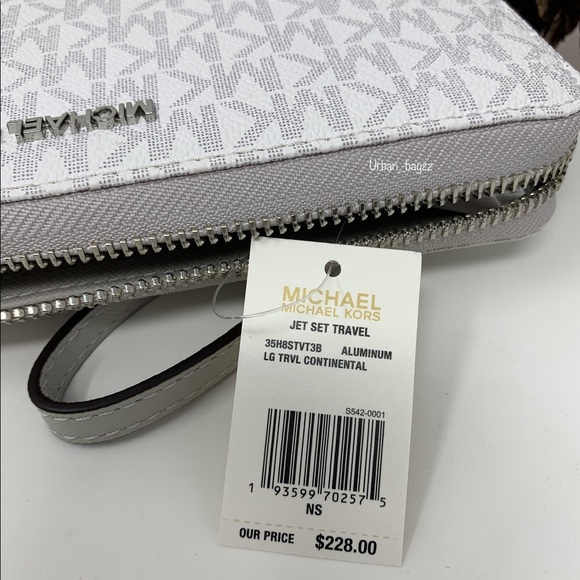 MICHAEL
Urban_bagzz
MICHAEL
MICHAEL KORS
JET SET TRAVEL
35H8STVT3B ALUMINUM
LG TRVL CONTINENTAL
S542-0001
1 93599 70257 5
NS
OUR PRICE $228.00